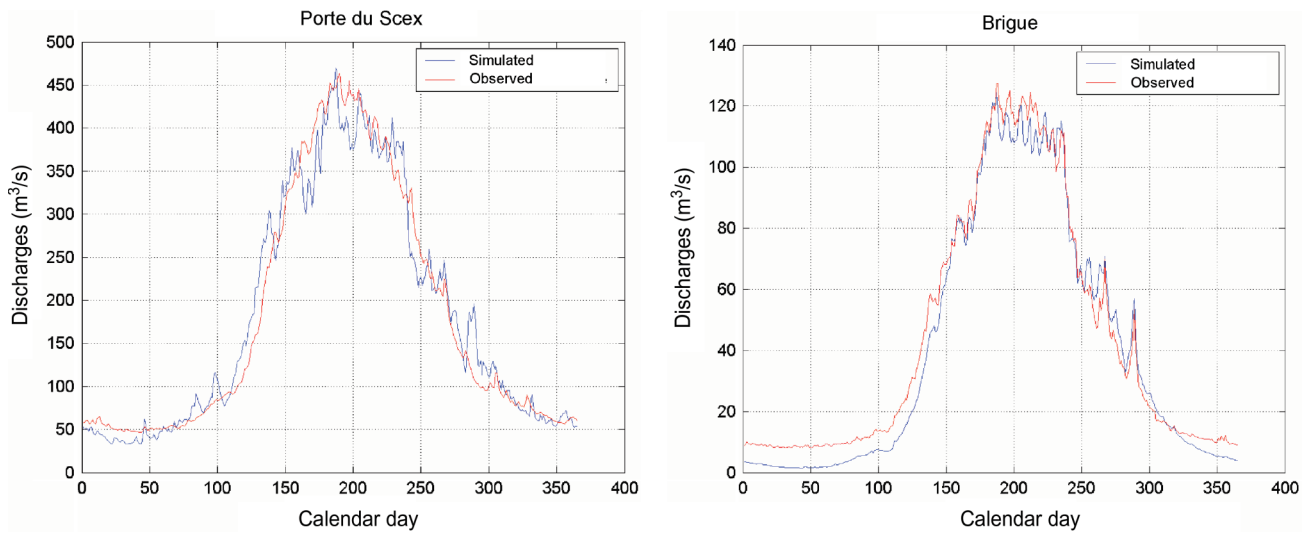 Porte du Scex
Discharges (m³/s)
500
450
400
350
300
250
200
150
100
50
0
Simulated
Observed
0 50 100 150 200 250 300 350 400
Calendar day
Brigue
Discharges (m³/s)
140
120
100
80
60
40
20
0
Simulated
Observed
0 50 100 150 200 250 300 350 400
Calendar day